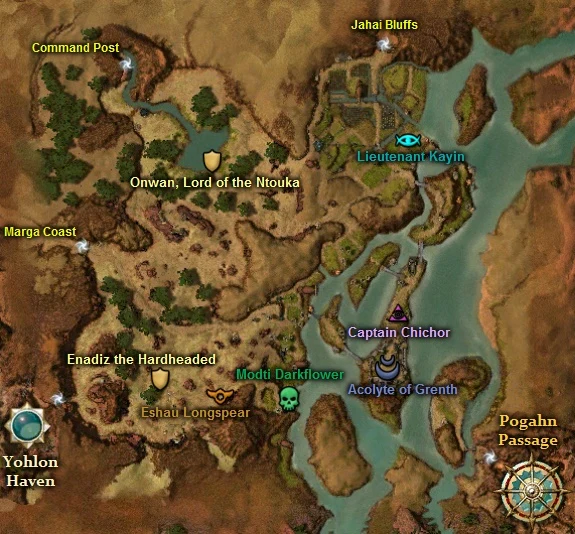 Jahai Bluffs
Command Post
Lieutenant Kayin
Onwan, Lord of the Ntouka
Marga Coast
Captain Chichor
Enadiz the Hardheaded
Modti Darkflower
Acolyte of Grenth
Eshau Longspear
Pogahn
Passage
Yohlon
Haven